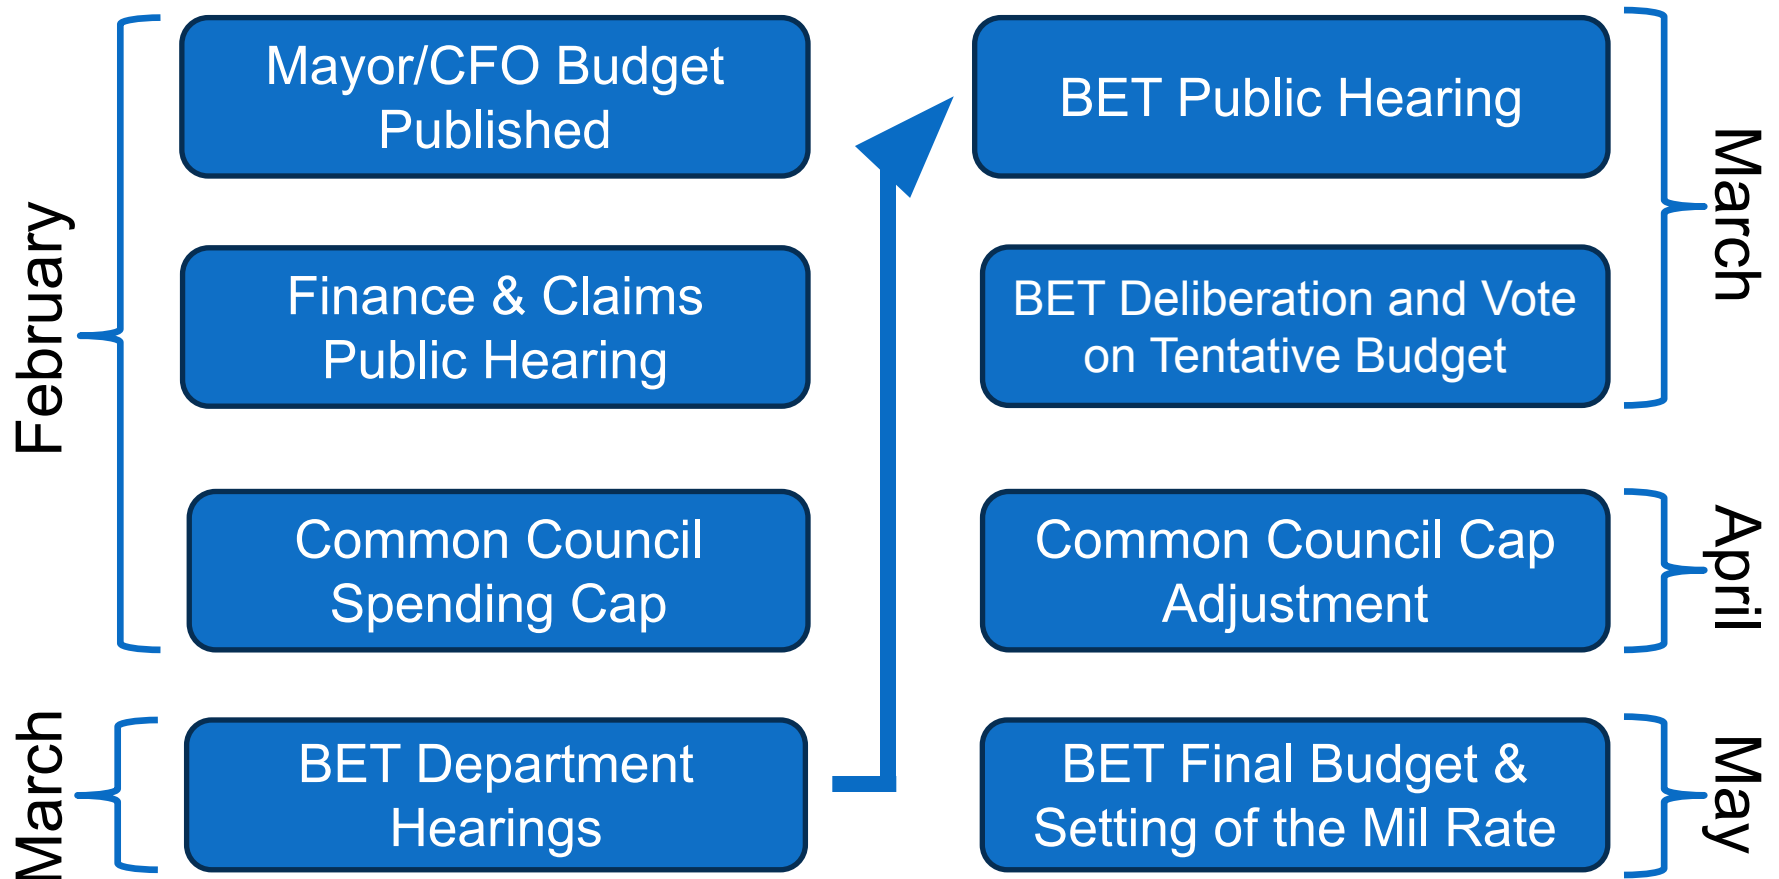 February
Mayor/CFO Budget
Published
Finance & Claims
Public Hearing
Common Council
Spending Cap
March
BET Department
Hearings
BET Public Hearing
BET Deliberation and Vote
on Tentative Budget
March
Common Council Cap
Adjustment
April
BET Final Budget &
Setting of the Mil Rate
May